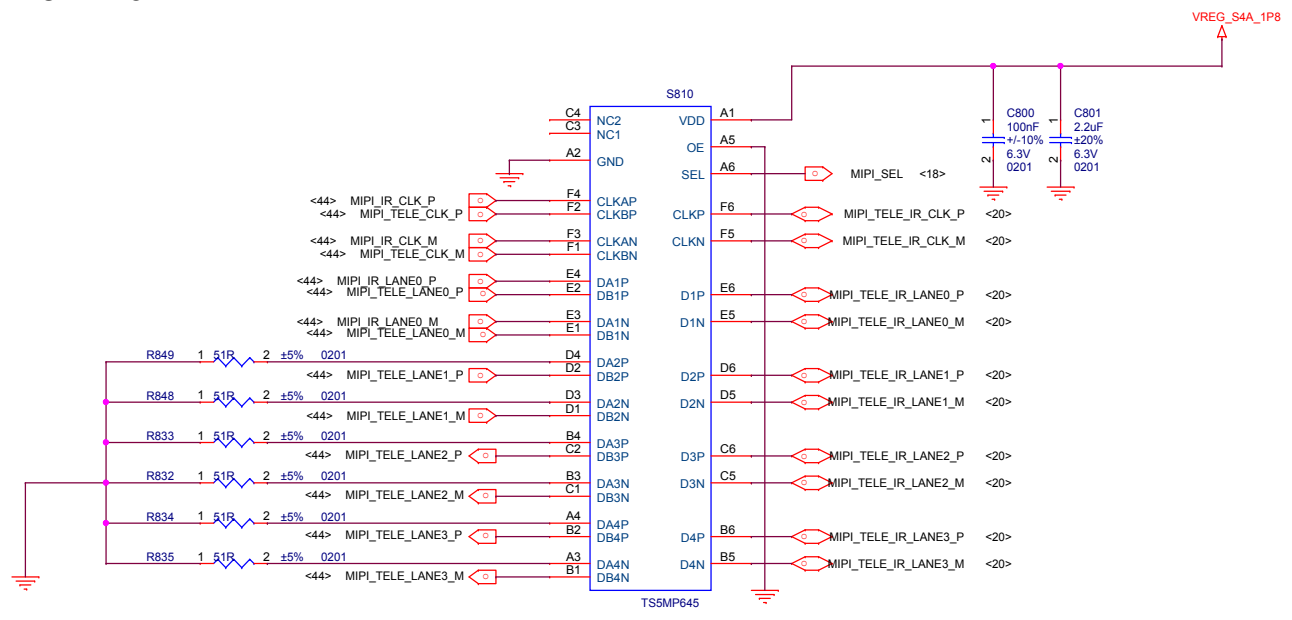 VREG_S4A_1P8
S810
C4 NC2 VDD A1
C3 NC1
C800 C801
100nF 2.2uF
+/-10% ±20%
6.3V 6.3V
0201 0201
1 2 1 2
OE A5
A2 GND
SEL A6 MIPI_SEL <18>
<44> MIPI_IR_CLK_P F4 CLKAP
<44> MIPI_TELE_CLK_P F2 CLKBP CLKP F6 MIPI_TELE_IR_CLK_P <20>
<44> MIPI_IR_CLK_M F3 CLKAN CLKN F5 MIPI_TELE_IR_CLK_M <20>
<44> MIPI_TELE_CLK_M F1 CLKBN
<44> MIPI_IR_LANE0_P E4 DA1P
<44> MIPI_TELE_LANE0_P E2 DB1P D1P E6 MIPI_TELE_IR_LANE0_P <20>
<44> MIPI_IR_LANE0_M E3 DA1N D1N E5 MIPI_TELE_IR_LANE0_M <20>
<44> MIPI_TELE_LANE0_M E1 DB1N
R849 1 51R 2 ±5% 0201 D4 DA2P
<44> MIPI_TELE_LANE1_P D2 DB2P D2P D6 MIPI_TELE_IR_LANE1_P <20>
R848 1 51R 2 ±5% 0201 D3 DA2N D2N D5 MIPI_TELE_IR_LANE1_M <20>
<44> MIPI_TELE_LANE1_M D1 DB2N
R833 1 51R 2 ±5% 0201 B4 DA3P
<44> MIPI_TELE_LANE2_P C2 DB3P D3P C6 MIPI_TELE_IR_LANE2_P <20>
R832 1 51R 2 ±5% 0201 B3 DA3N D3N C5 MIPI_TELE_IR_LANE2_M <20>
<44> MIPI_TELE_LANE2_M C1 DB3N
R834 1 51R 2 ±5% 0201 A4 DA4P
<44> MIPI_TELE_LANE3_P B2 DB4P D4P B6 MIPI_TELE_IR_LANE3_P <20>
R835 1 51R 2 ±5% 0201 A3 DA4N D4N B5 MIPI_TELE_IR_LANE3_M <20>
<44> MIPI_TELE_LANE3_M B1 DB4N
TS5MP645